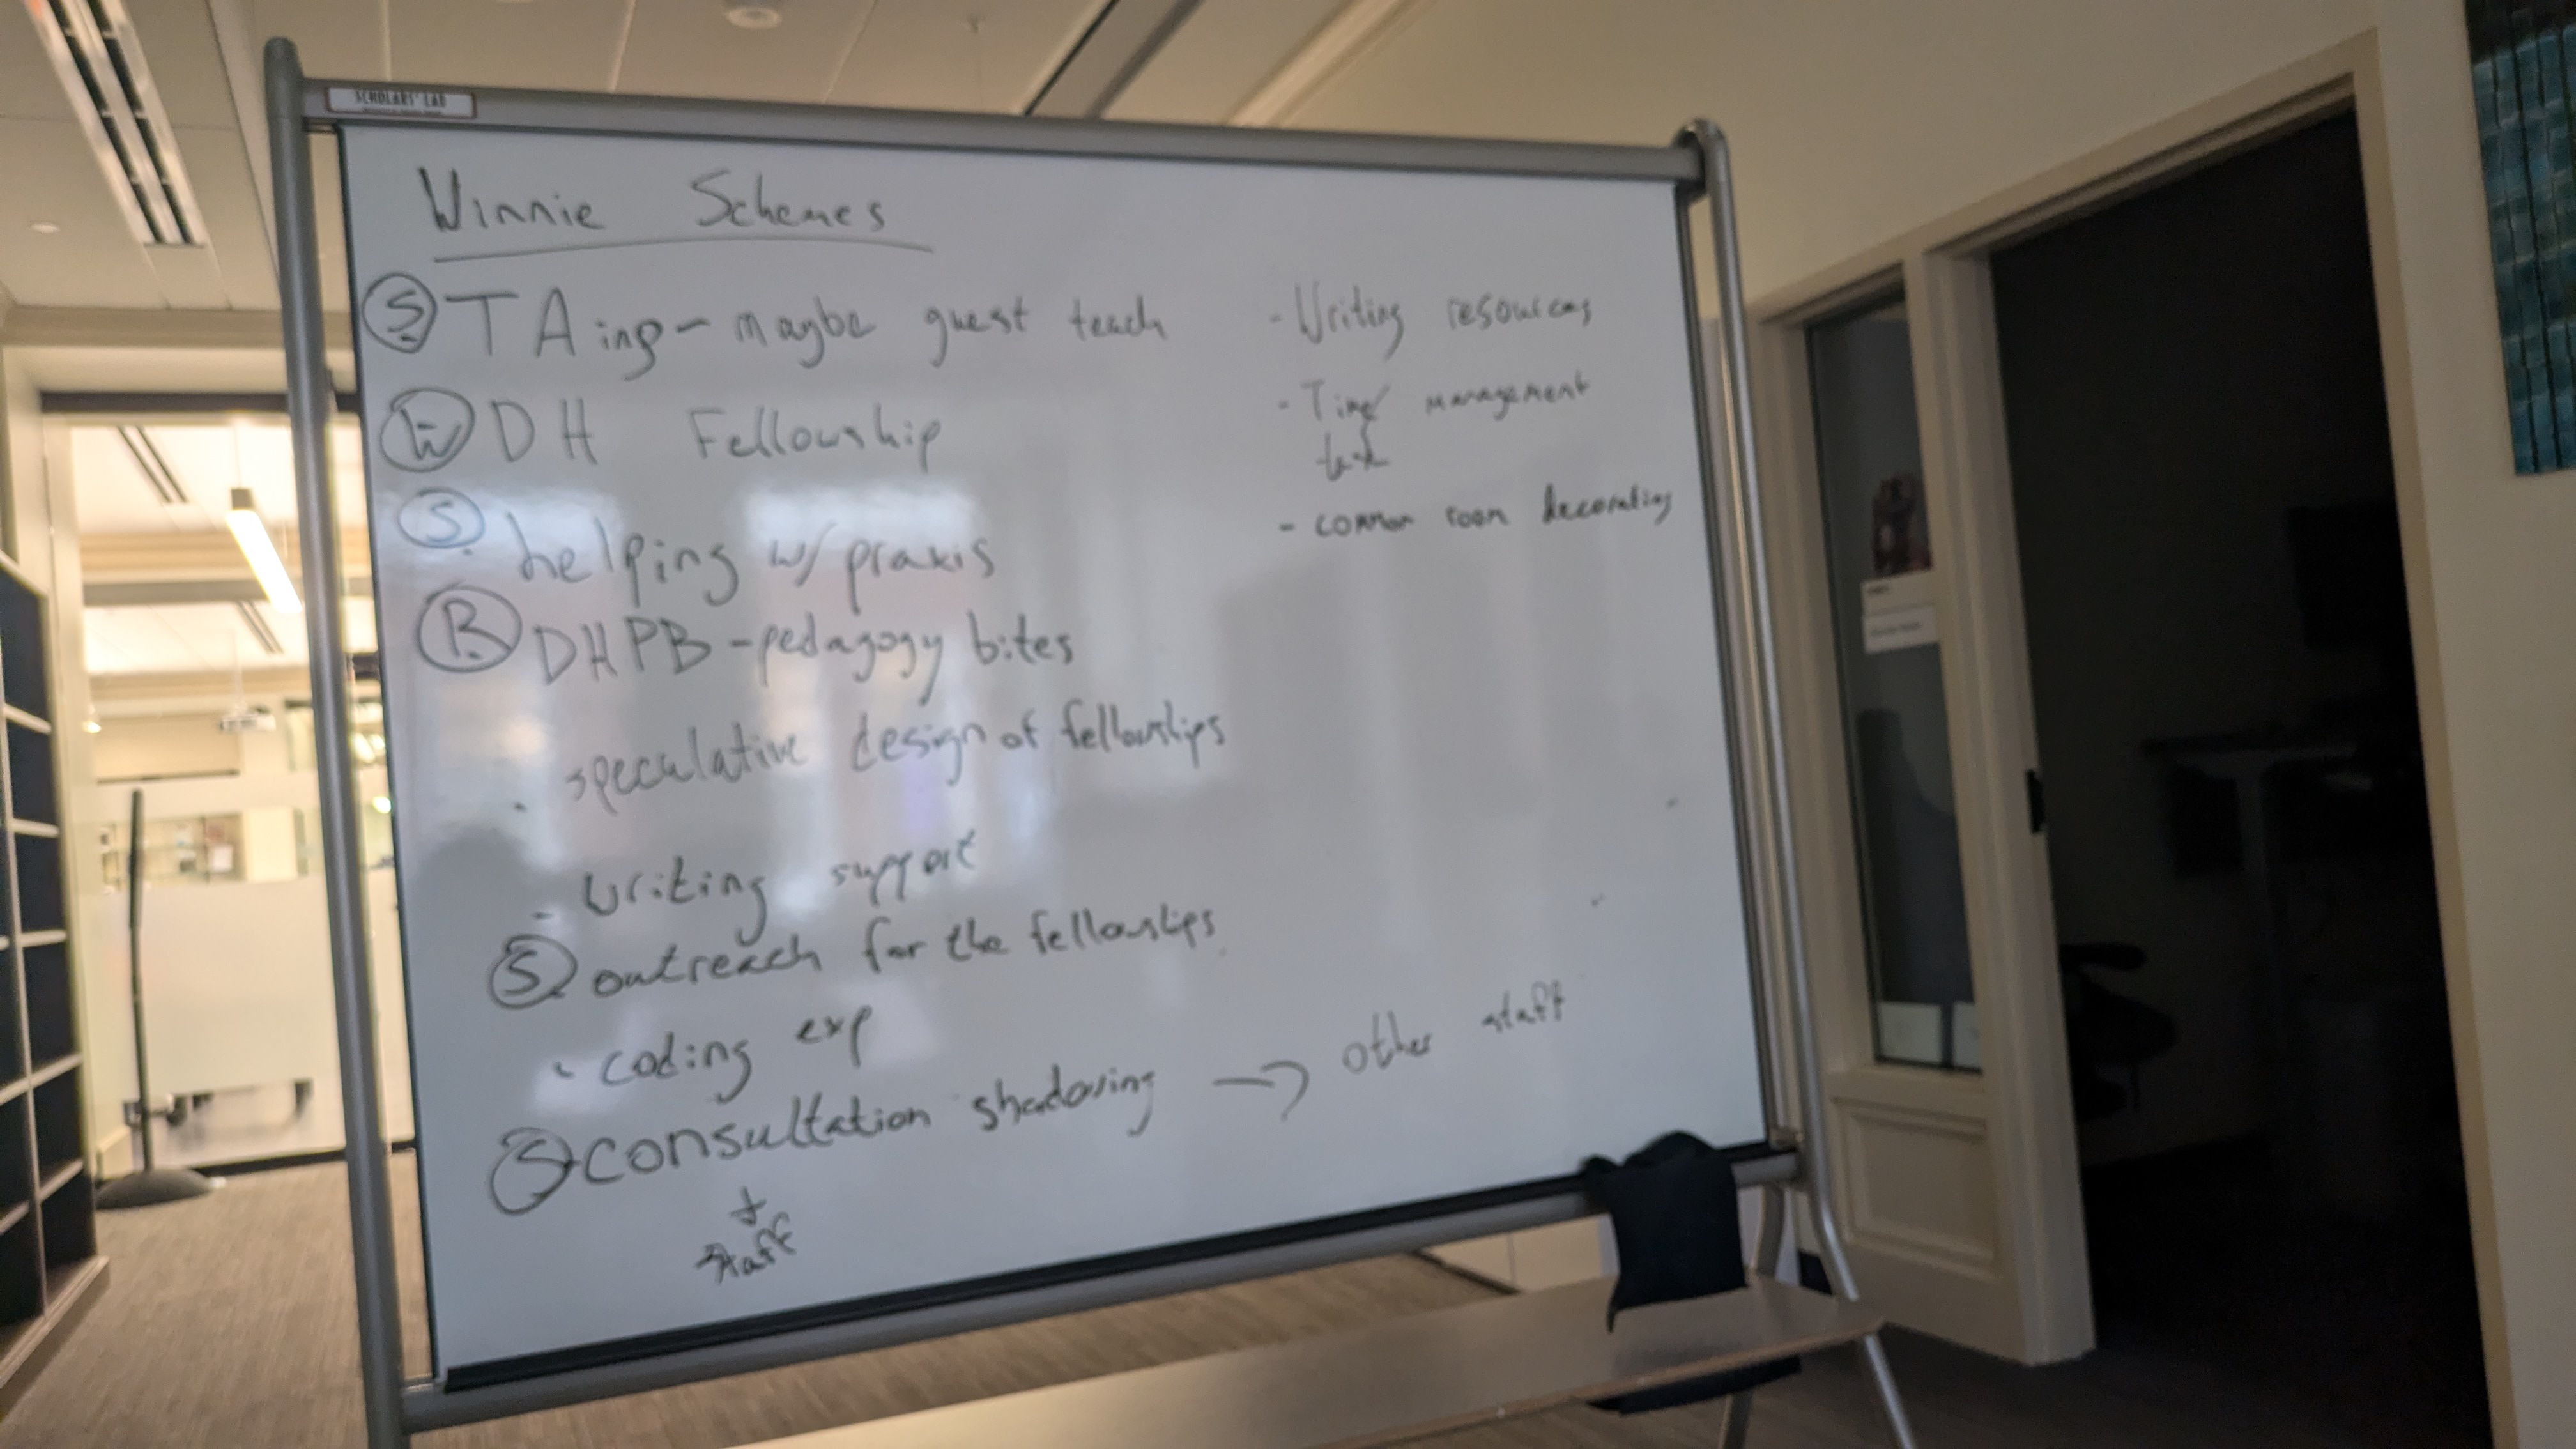 SCHOLARS' LAB
Winnie Schemes
S TAing - maybe guest teach
W DH Fellowship
S helping w/ praxis
B DHPB - pedagogy bites
· speculative design of fellowships
- writing support
S outreach for the fellowships
- coding exp
S consultation shadowing → other staff
+
staff
- Writing resources
- Time/ management
task
- common room decorating